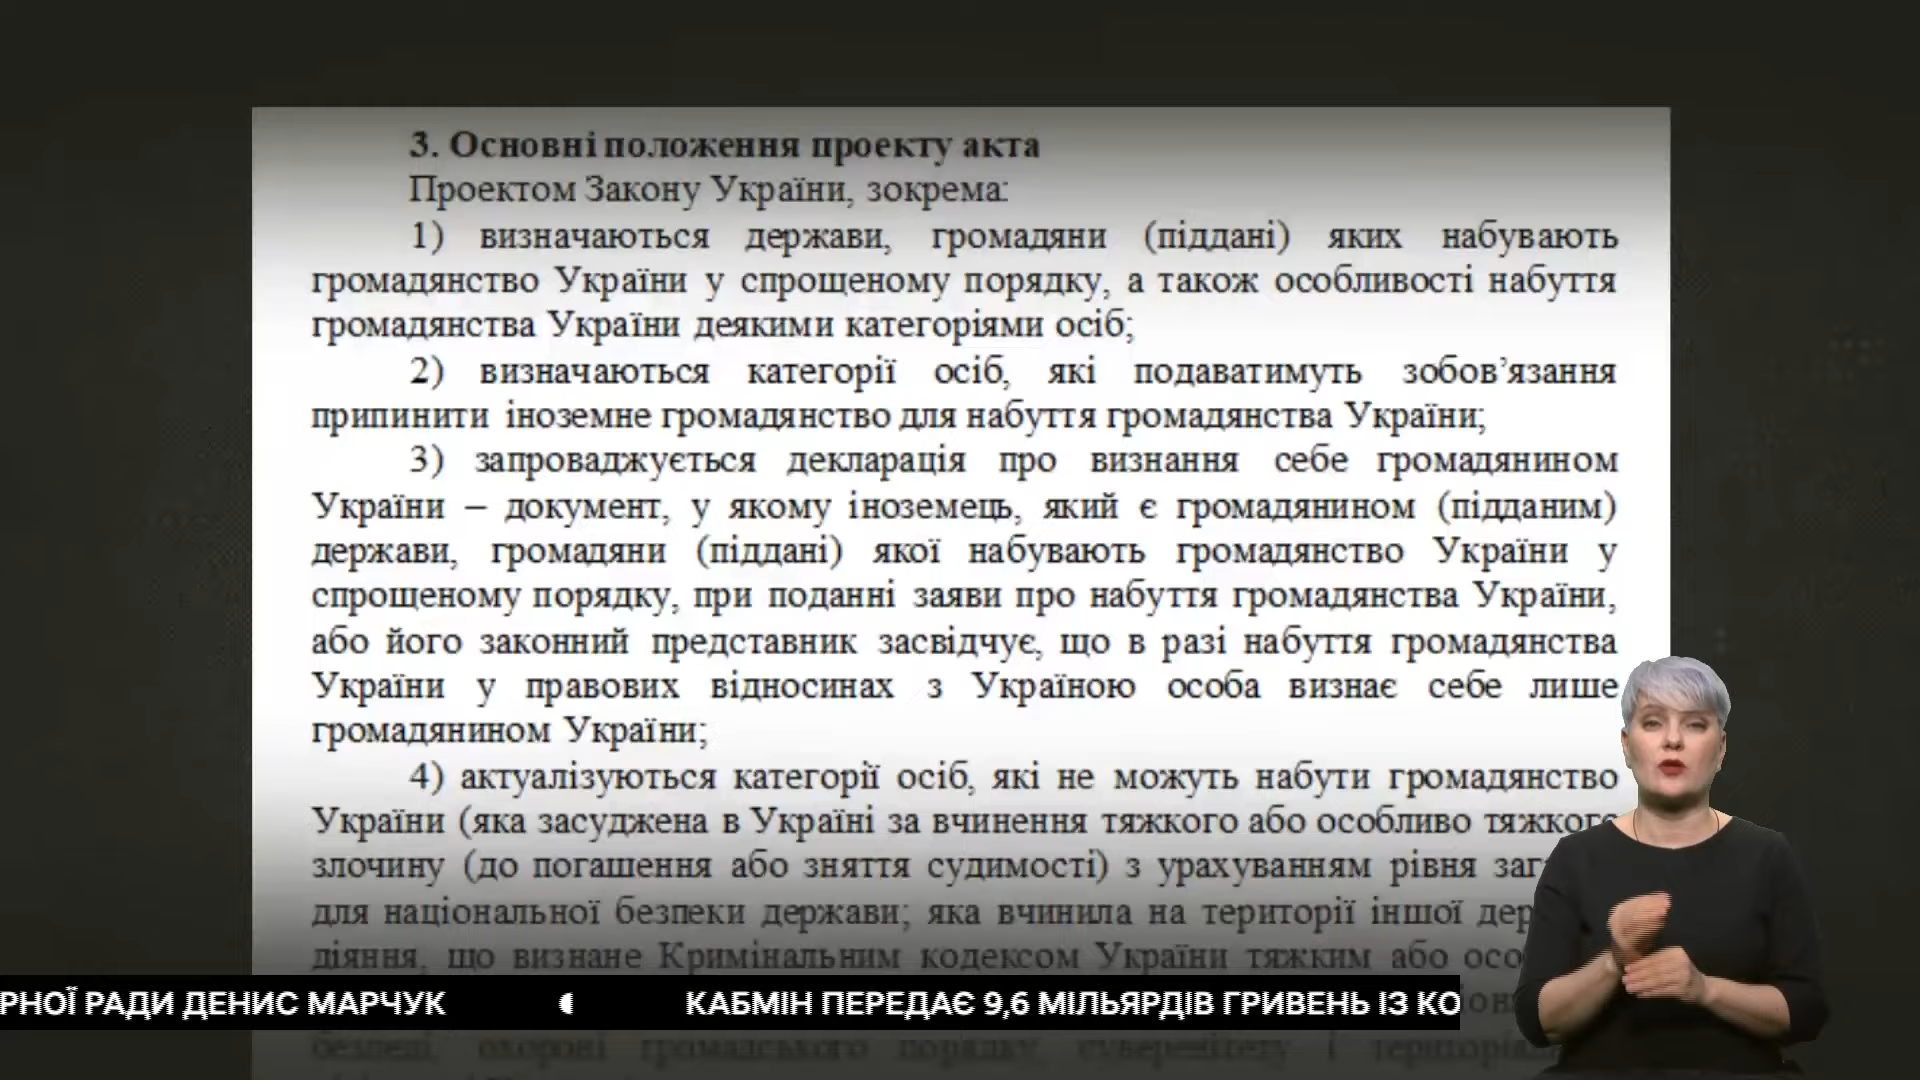 3. Основні положення проекту акта
Проектом Закону України, зокрема:
1) визначаються держави, громадяни (піддані) яких набувають
громадянство України у спрощеному порядку, а також особливості набуття
громадянства України деякими категоріями осіб;
2) визначаються категорії осіб, які подаватимуть зобов’язання
припинити іноземне громадянство для набуття громадянства України;
3) запроваджується декларація про визнання себе громадянином
України – документ, у якому іноземець, який є громадянином (підданим)
держави, громадяни (піддані) якої набувають громадянство України у
спрощеному порядку, при поданні заяви про набуття громадянства України,
або його законний представник засвідчує, що в разі набуття громадянства
України у правових відносинах з Україною особа визнає себе лише
громадянином України;
4) актуалізуються категорії осіб, які не можуть набути громадянство
України (яка засуджена в Україні за вчинення тяжкого або особливо тяжкого
злочину (до погашення або зняття судимості) з урахуванням рівня
для національної безпеки держави; яка вчинила на території іншої
діяння, що визнане Кримінальним кодексом України тяжким або
РНОЇ РАДИ ДЕНИС МАРЧУК КАБМІН ПЕРЕДАЄ 9,6 МІЛЬЯРДІВ ГРИВЕНЬ ІЗ КО
безпеці, охороні громадського порядку, суверенітету і